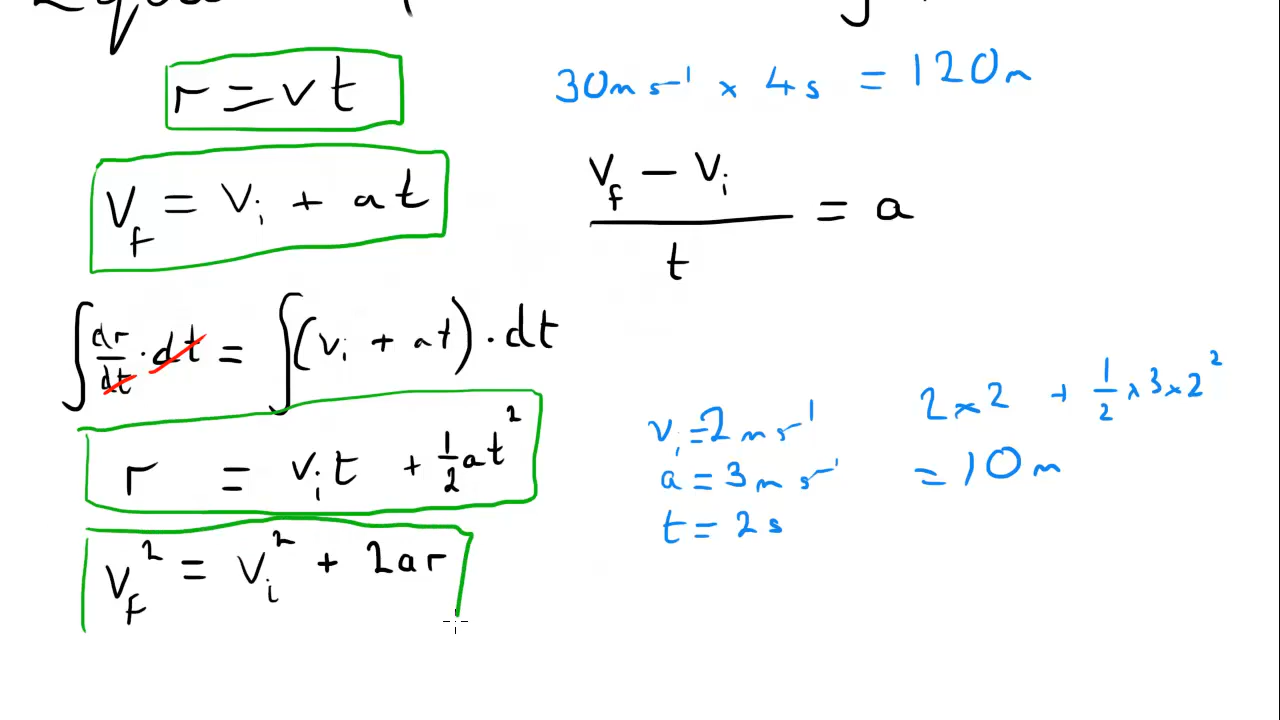 r = vt
30ms⁻¹ × 4s = 120m
V_f = V_i + at
(V_f − V_i)/t = a
∫ dr/dt · dt = ∫ (v_i + at) · dt
r = v_i t + ½at²
v_i = 2ms⁻¹
a = 3ms⁻¹
t = 2s
2×2 + ½×3×2²
= 10m
V_f² = V_i² + 2ar